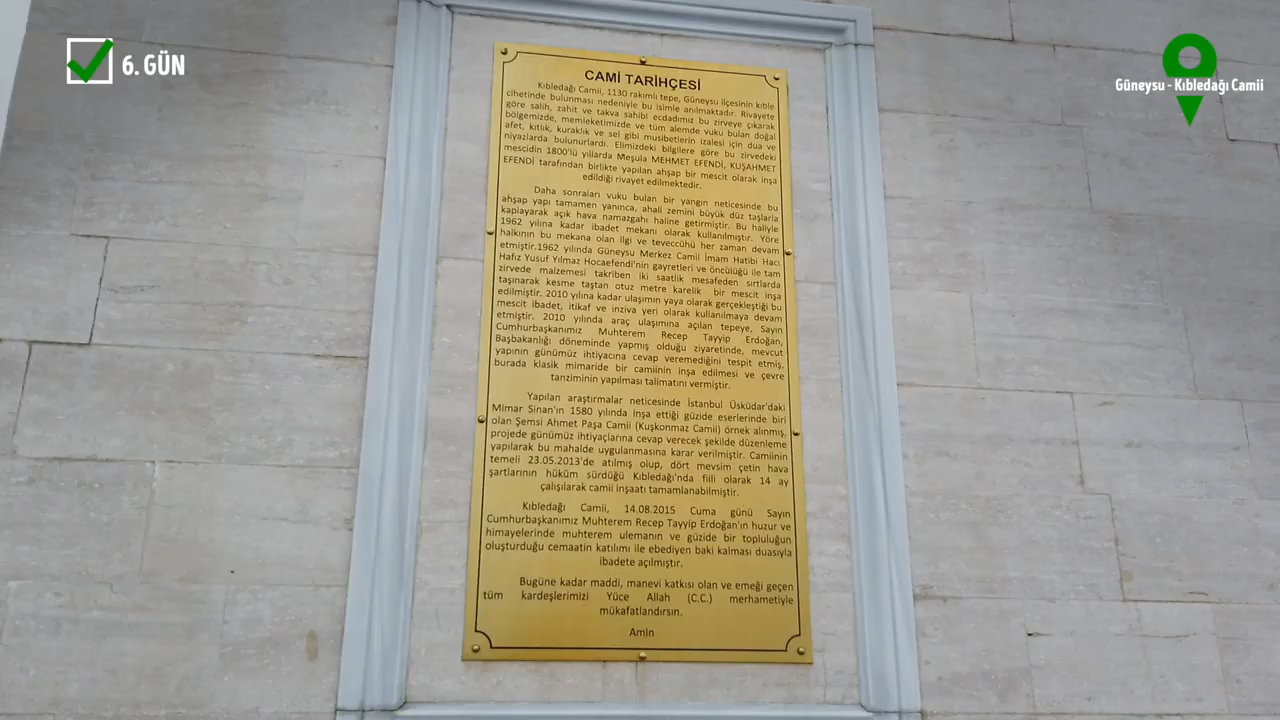 6. GÜN
Güneysu - Kıbledağı Camii
CAMİ TARİHÇESİ
Kıbledağı Camii, 1130 rakımlı tepe, Güneysu ilçesinin kıble
cihetinde bulunması nedeniyle bu isimle anılmaktadır. Rivayete
göre salih, zahit ve takva sahibi ecdadımız bu zirveye çıkarak
bölgemizde, memleketimizde ve tüm alemde vuku bulan doğal
afet, kıtlık, kuraklık ve sel gibi musibetlerin izalesi için dua ve
niyazlarda bulunurlardı. Elimizdeki bilgilere göre bu zirvedeki
mescidin 1800'lü yıllarda Meşula MEHMET EFENDİ, KUŞAHMET
EFENDİ tarafından birlikte yapılan ahşap bir mescit olarak inşa
edildiği rivayet edilmektedir.
Daha sonraları vuku bulan bir yangın neticesinde bu
ahşap yapı tamamen yanınca, ahali zemini büyük düz taşlarla
kaplayarak açık hava namazgahı haline getirmiştir. Bu haliyle
1962 yılına kadar ibadet mekanı olarak kullanılmıştır. Yöre
halkının bu mekana olan ilgi ve teveccühü her zaman devam
etmiştir.1962 yılında Güneysu Merkez Camii İmam Hatibi Hacı
Hafız Yusuf Yılmaz Hocaefendi'nin gayretleri ve öncülüğü ile tam
zirvede malzemesi takriben iki saatlik mesafeden sırtlarda
taşınarak kesme taştan otuz metre karelik bir mescit inşa
edilmiştir. 2010 yılına kadar ulaşımın yaya olarak gerçekleştiği bu
mescit ibadet, itikaf ve inziva yeri olarak kullanılmaya devam
etmiştir. 2010 yılında araç ulaşımına açılan tepeye, Sayın
Cumhurbaşkanımız Muhterem Recep Tayyip Erdoğan,
Başbakanlığı döneminde yapmış olduğu ziyaretinde, mevcut
yapının günümüz ihtiyacına cevap veremediğini tespit etmiş,
burada klasik mimaride bir camiinin inşa edilmesi ve çevre
tanziminin yapılması talimatını vermiştir.
Yapılan araştırmalar neticesinde İstanbul Üsküdar'daki
Mimar Sinan'ın 1580 yılında inşa ettiği güzide eserlerinde biri
olan Şemsi Ahmet Paşa Camii (Kuşkonmaz Camii) örnek alınmış,
projede günümüz ihtiyaçlarına cevap verecek şekilde düzenleme
yapılarak bu mahalde uygulanmasına karar verilmiştir. Camiinin
temeli 23.05.2013'de atılmış olup, dört mevsim çetin hava
şartlarının hüküm sürdüğü Kıbledağı'nda fiili olarak 14 ay
çalışılarak camii inşaatı tamamlanabilmiştir.
Kıbledağı Camii, 14.08.2015 Cuma günü Sayın
Cumhurbaşkanımız Muhterem Recep Tayyip Erdoğan'ın huzur ve
himayelerinde muhterem ulemanın ve güzide bir topluluğun
oluşturduğu cemaatin katılımı ile ebediyen baki kalması duasıyla
ibadete açılmıştır.
Bugüne kadar maddi, manevi katkısı olan ve emeği geçen
tüm kardeşlerimizi Yüce Allah (C.C.) merhametiyle
mükafatlandırsın.
Amin